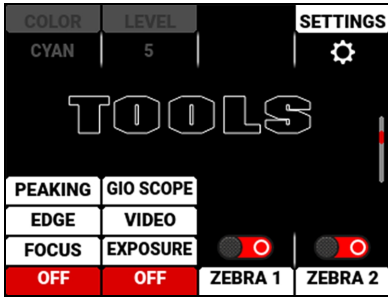 COLOR LEVEL SETTINGS
CYAN 5
TOOLS
PEAKING GIO SCOPE
EDGE VIDEO
FOCUS EXPOSURE
OFF OFF ZEBRA 1 ZEBRA 2